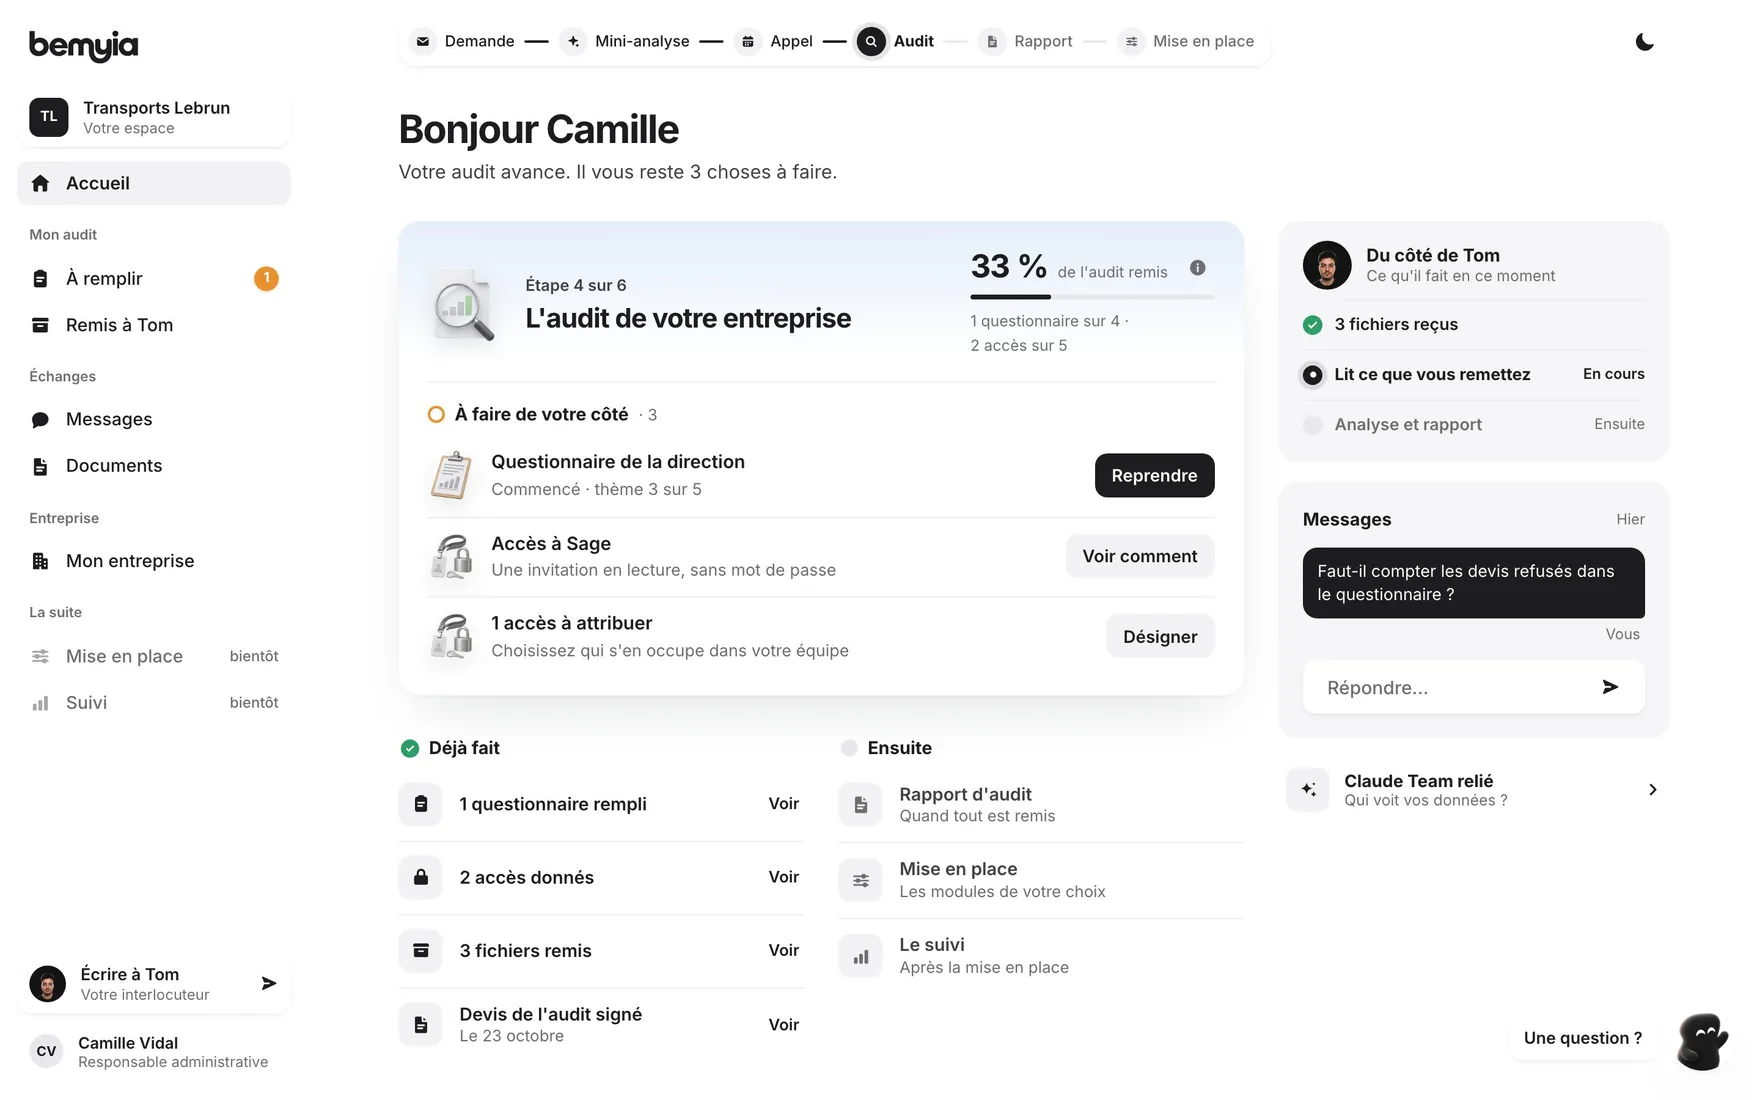 bemyia
Demande
Mini-analyse
Appel
Audit
Rapport
Mise en place
TL
Transports Lebrun
Votre espace
Accueil
Mon audit
À remplir
1
Remis à Tom
Échanges
Messages
Documents
Entreprise
Mon entreprise
La suite
Mise en place
bientôt
Suivi
bientôt
Écrire à Tom
Votre interlocuteur
CV
Camille Vidal
Responsable administrative
Bonjour Camille
Votre audit avance. Il vous reste 3 choses à faire.
Étape 4 sur 6
L'audit de votre entreprise
33 % de l'audit remis
1 questionnaire sur 4 ·
2 accès sur 5
À faire de votre côté · 3
Questionnaire de la direction
Commencé · thème 3 sur 5
Reprendre
Accès à Sage
Une invitation en lecture, sans mot de passe
Voir comment
1 accès à attribuer
Choisissez qui s'en occupe dans votre équipe
Désigner
Déjà fait
1 questionnaire rempli
Voir
2 accès donnés
Voir
3 fichiers remis
Voir
Devis de l'audit signé
Le 23 octobre
Voir
Ensuite
Rapport d'audit
Quand tout est remis
Mise en place
Les modules de votre choix
Le suivi
Après la mise en place
Du côté de Tom
Ce qu'il fait en ce moment
3 fichiers reçus
Lit ce que vous remettez
En cours
Analyse et rapport
Ensuite
Messages
Hier
Faut-il compter les devis refusés dans
le questionnaire ?
Vous
Répondre...
Claude Team relié
Qui voit vos données ?
Une question ?